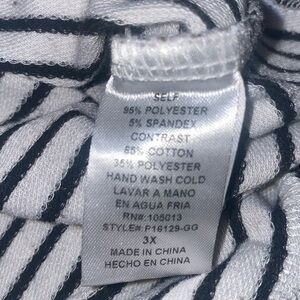 SELF
95% POLYESTER
5% SPANDEX
CONTRAST
65% COTTON
35% POLYESTER
HAND WASH COLD
LAVAR A MANO
EN AGUA FRIA
RN#: 105013
STYLE#: P16129-GG
3X
MADE IN CHINA
HECHO EN CHINA